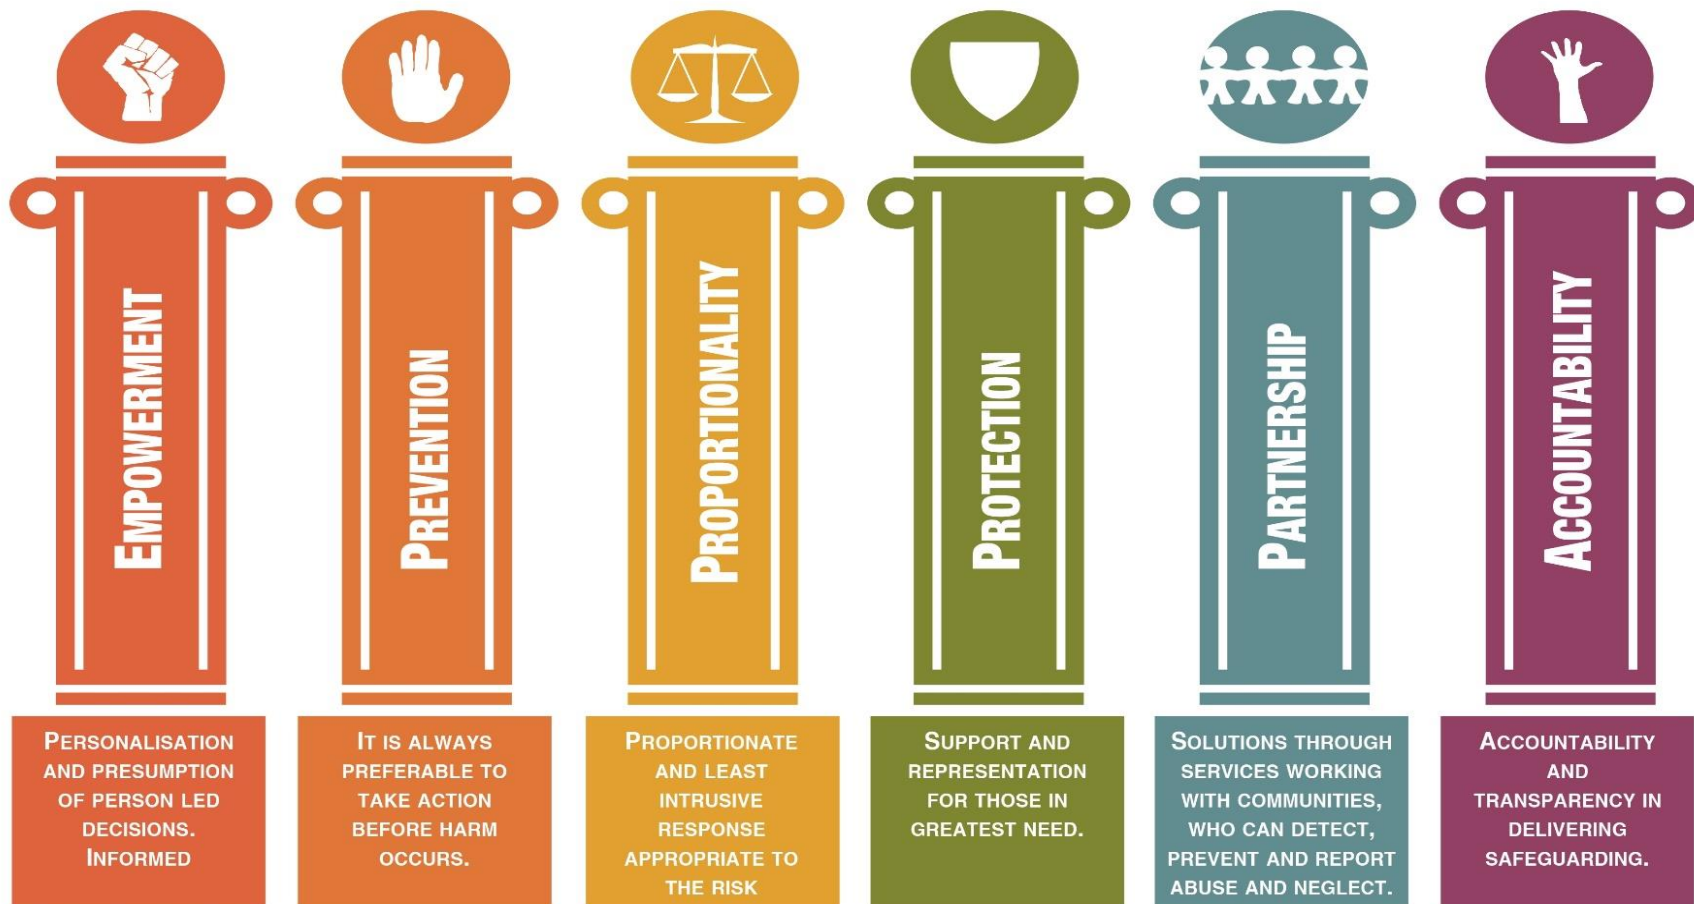 EMPOWERMENT
PERSONALISATION
AND PRESUMPTION
OF PERSON LED
DECISIONS.
INFORMED
PREVENTION
IT IS ALWAYS
PREFERABLE TO
TAKE ACTION
BEFORE HARM
OCCURS.
PROPORTIONALITY
PROPORTIONATE
AND LEAST
INTRUSIVE
RESPONSE
APPROPRIATE TO
THE RISK
PROTECTION
SUPPORT AND
REPRESENTATION
FOR THOSE IN
GREATEST NEED.
PARTNERSHIP
SOLUTIONS THROUGH
SERVICES WORKING
WITH COMMUNITIES,
WHO CAN DETECT,
PREVENT AND REPORT
ABUSE AND NEGLECT.
ACCOUNTABILITY
ACCOUNTABILITY
AND
TRANSPARENCY IN
DELIVERING
SAFEGUARDING.